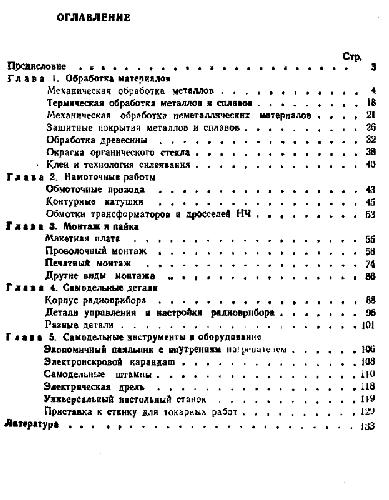 ОГЛАВЛЕНИЕ
Стр.
Предисловие . . . . . . . . . . . . . . . . 3
Глава 1. Обработка материалов
Механическая обработка металлов . . . . . . . . 4
Термическая обработка металлов и сплавов . . . . . . . 18
Механическая обработка неметаллических материалов . . . . 21
Защитные покрытия металлов и сплавов . . . . . . . 26
Обработка древесины . . . . . . . . . . . . 32
Окраска органического стекла . . . . . . . . . . 38
Клеи и технология склеивания . . . . . . . . . . 40
Глава 2. Намоточные работы
Обмоточные провода . . . . . . . . . . . . 43
Контурные катушки . . . . . . . . . . . . 45
Обмотки трансформаторов и дросселей НЧ . . . . . . . 53
Глава 3. Монтаж и пайка
Макетная плата . . . . . . . . . . . . . 55
Проволочный монтаж . . . . . . . . . . . . 58
Печатный монтаж . . . . . . . . . . . . . 74
Другие виды монтажа . . . . . . . . . . . .
Глава 4. Самодельные детали
Корпус радиоприбора . . . . . . . . . . . . 88
Детали управления и настройки радиоприбора . . . . . . 96
Разные детали . . . . . . . . . . . . . 101
Глава 5. Самодельные инструменты и оборудование
Экономичный паяльник с внутренним нагревателем . . . . 106
Электроискровой карандаш . . . . . . . . . . . 108
Самодельные штампы . . . . . . . . . . . . 110
Электрическая дрель . . . . . . . . . . . . 118
Универсальный настольный станок . . . . . . . . . 119
Приставка к станку для токарных работ . . . . . . . 129
Литература . . . . . . . . . . . . . . . . 133